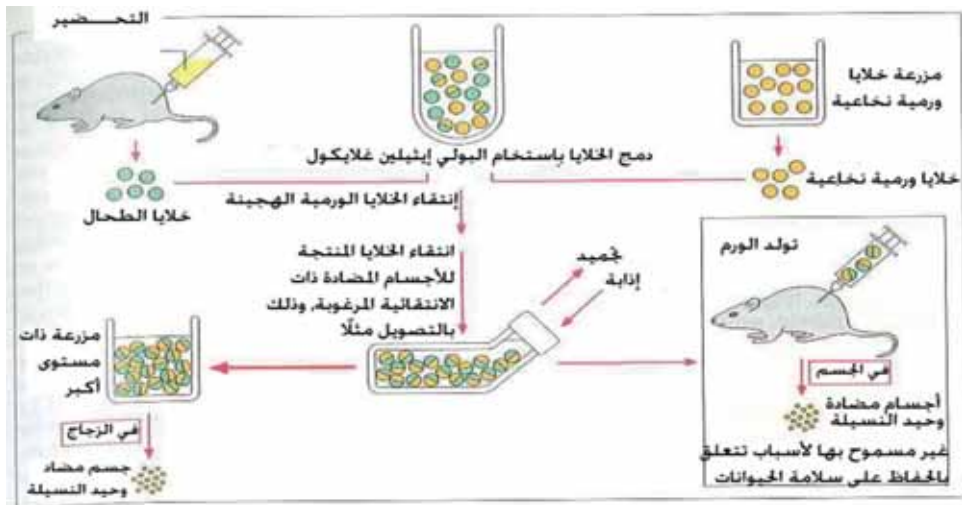 التحـــضير
مزرعة خلايا
ورمية نخاعية
دمج الخلايا بإستخام البولي إيثيلين غلايكول
خلايا الطحال
خلايا ورمية نخاعية
إنتقاء الخلايا الورمية الهجينة
انتقاء الخلايا المنتجة
للأجسام المضادة ذات
الانتقائية المرغوبة، وذلك
بالتصويل مثلًا
تجميد
إذابة
تولد الورم
مزرعة ذات
مستوى
أكبر
في الجسم
أجسام مضادة
وحيد النسيلة
غير مسموح بها لأسباب تتعلق
بالحفاظ على سلامة الحيوانات
في الزجاج
جسم مضاد
وحيد النسيلة